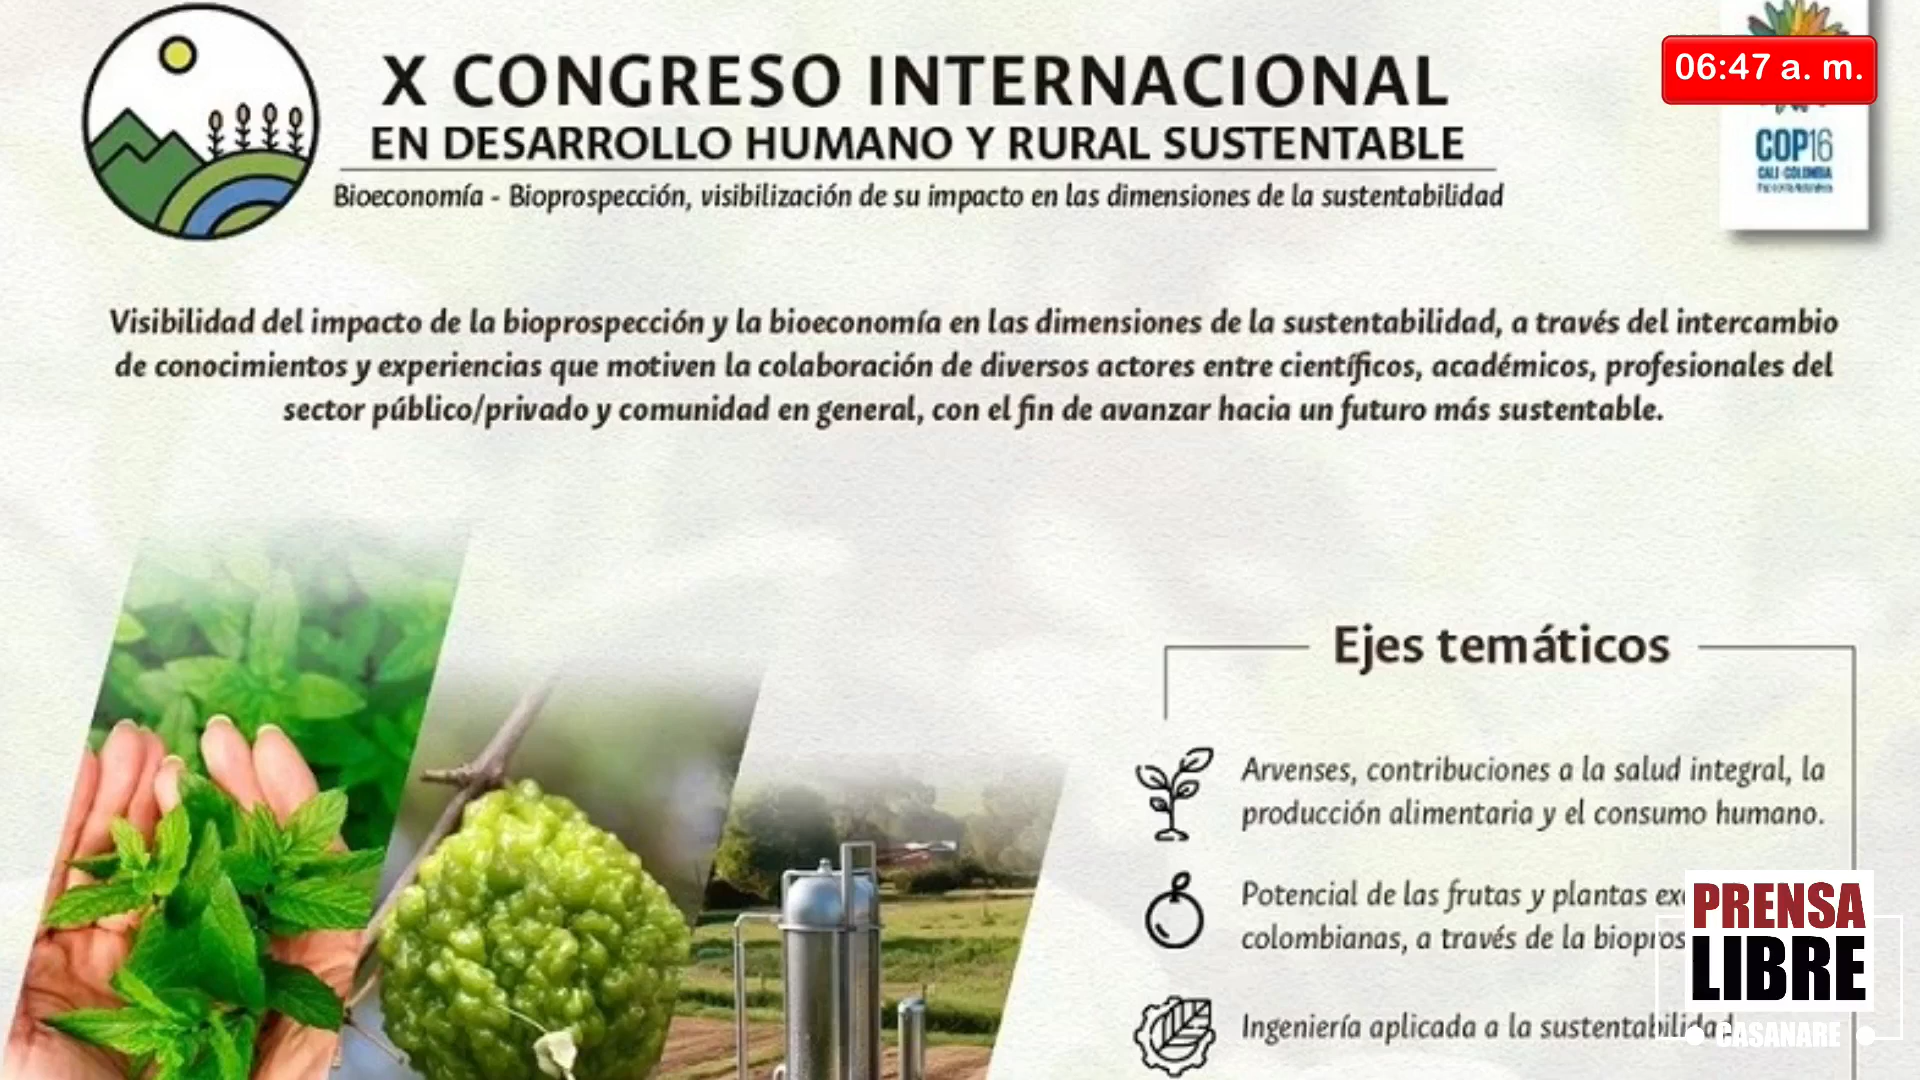 X CONGRESO INTERNACIONAL
EN DESARROLLO HUMANO Y RURAL SUSTENTABLE
Bioeconomía - Bioprospección, visibilización de su impacto en las dimensiones de la sustentabilidad
06:47 a. m.
COP16
CALI COLOMBIA
Visibilidad del impacto de la bioprospección y la bioeconomía en las dimensiones de la sustentabilidad, a través del intercambio
de conocimientos y experiencias que motiven la colaboración de diversos actores entre científicos, académicos, profesionales del
sector público/privado y comunidad en general, con el fin de avanzar hacia un futuro más sustentable.
Ejes temáticos
Arvenses, contribuciones a la salud integral, la
producción alimentaria y el consumo humano.
Potencial de las frutas y plantas
colombianas, a través de la
Ingeniería aplicada a la sustentabilidad
PRENSA
LIBRE
CASANARE